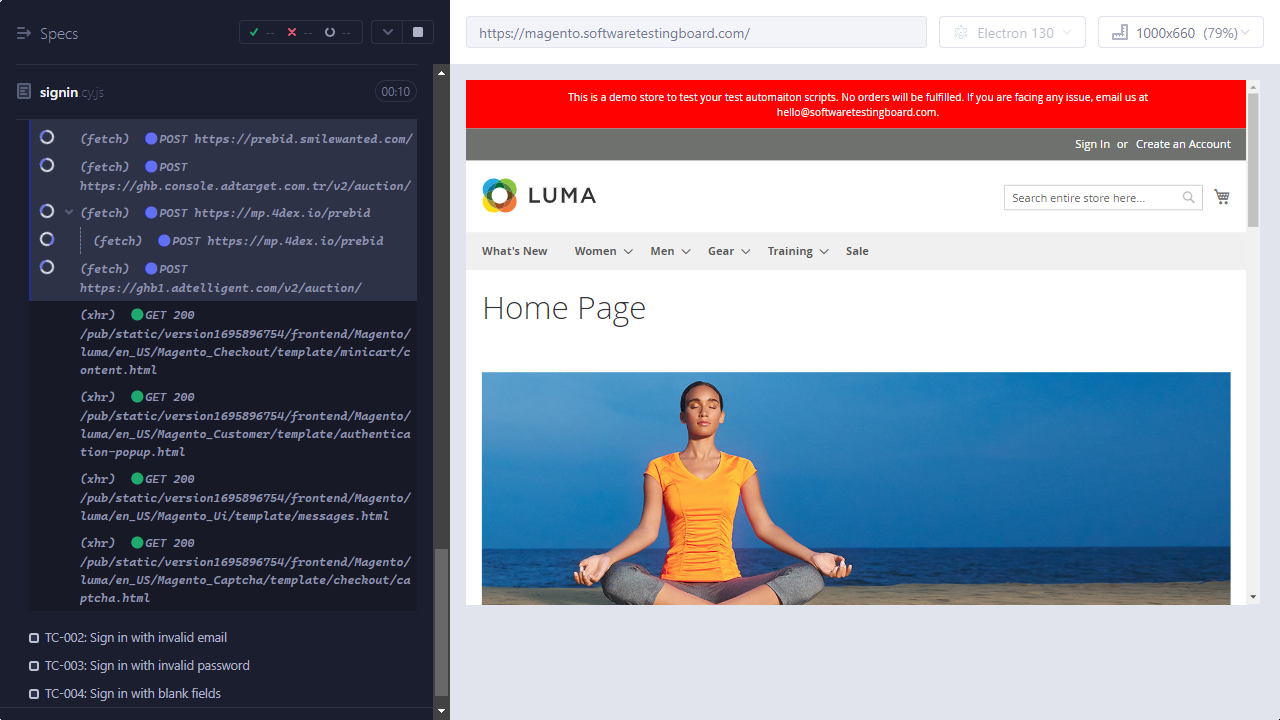 Specs
-- -- --
signin.cy.js
00:10
(fetch) POST https://prebid.smilewanted.com/
(fetch) POST
https://ghb.console.adtarget.com.tr/v2/auction/
(fetch) POST https://mp.4dex.io/prebid
(fetch) POST https://mp.4dex.io/prebid
(fetch) POST
https://ghb1.adtelligent.com/v2/auction/
(xhr) GET 200
/pub/static/version1695896754/frontend/Magento/
luma/en_US/Magento_Checkout/template/minicart/c
ontent.html
(xhr) GET 200
/pub/static/version1695896754/frontend/Magento/
luma/en_US/Magento_Customer/template/authentica
tion-popup.html
(xhr) GET 200
/pub/static/version1695896754/frontend/Magento/
luma/en_US/Magento_Ui/template/messages.html
(xhr) GET 200
/pub/static/version1695896754/frontend/Magento/
luma/en_US/Magento_Captcha/template/checkout/ca
ptcha.html
TC-002: Sign in with invalid email
TC-003: Sign in with invalid password
TC-004: Sign in with blank fields
https://magento.softwaretestingboard.com/
Electron 130
1000x660 (79%)
This is a demo store to test your test automaiton scripts. No orders will be fulfilled. If you are facing any issue, email us at
hello@softwaretestingboard.com.
Sign In or Create an Account
LUMA
Search entire store here...
What's New Women Men Gear Training Sale
Home Page